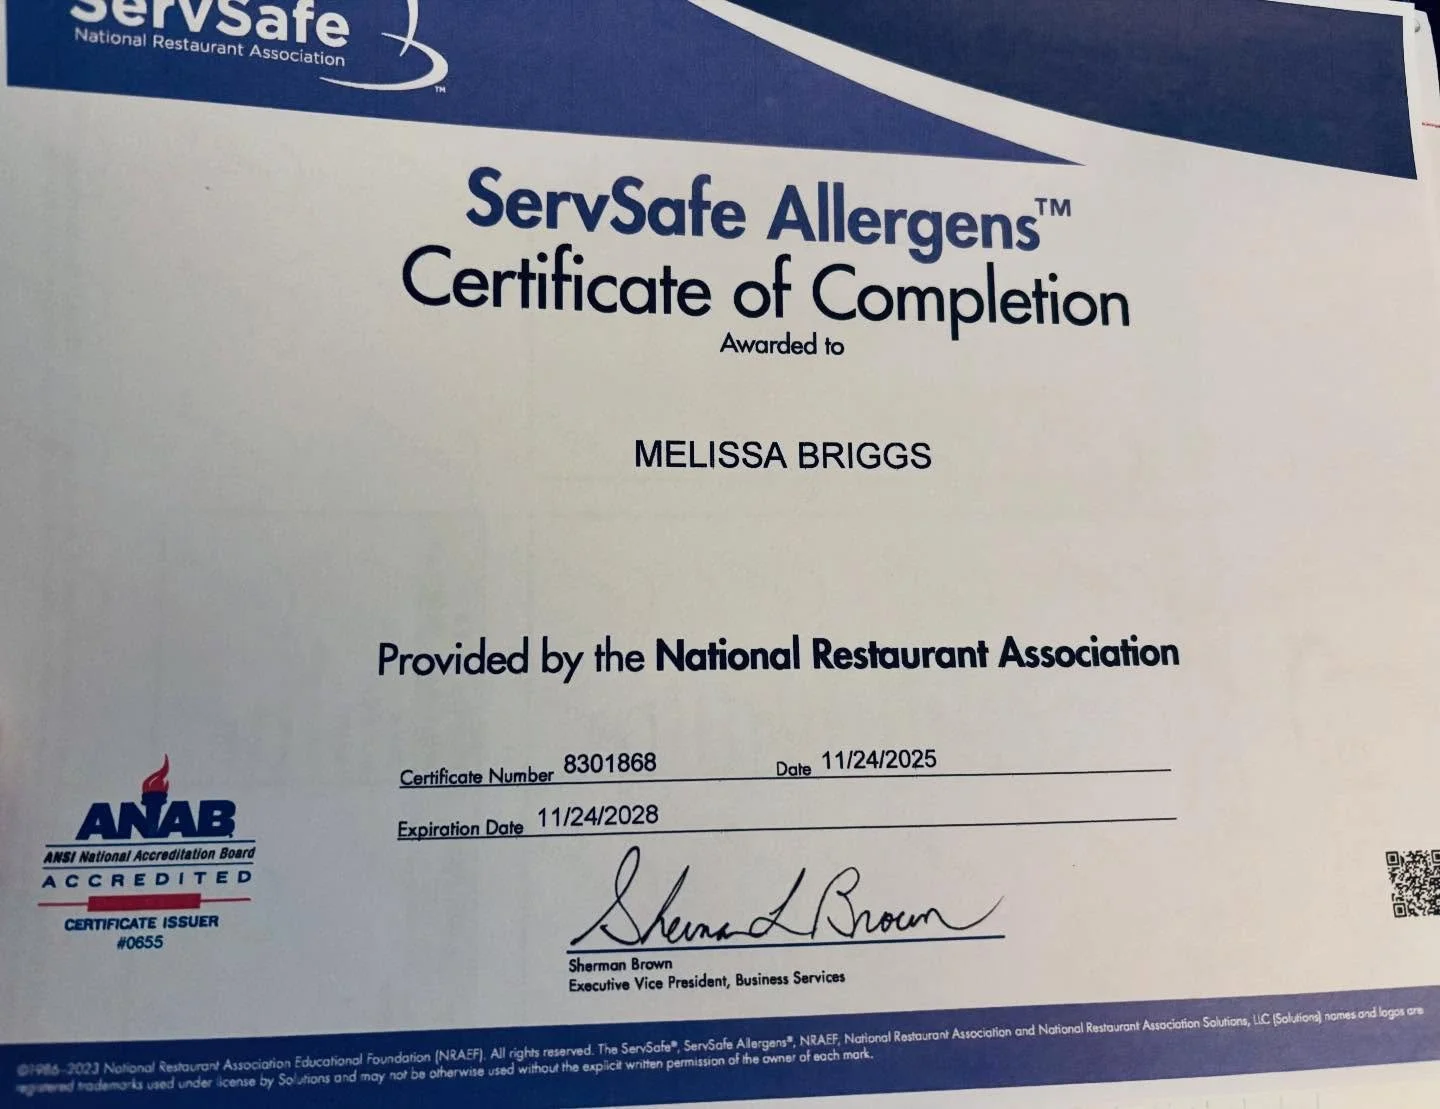 ServSafe
National Restaurant Association
TM
ServSafe Allergens™
Certificate of Completion
Awarded to
MELISSA BRIGGS
Provided by the National Restaurant Association
Certificate Number 8301868 Date 11/24/2025
Expiration Date 11/24/2028
ANAB
ANSI National Accreditation Board
ACCREDITED
CERTIFICATE ISSUER
#0655
Sherman L Brown
Sherman Brown
Executive Vice President, Business Services
©1986-2023 National Restaurant Association Educational Foundation (NRAEF). All rights reserved. The ServSafe®, ServSafe Allergens®, NRAEF, National Restaurant Association and National Restaurant Association Solutions, LLC (Solutions) names and logos are
registered trademarks used under license by Solutions and may not be otherwise used without the explicit written permission of the owner of each mark.